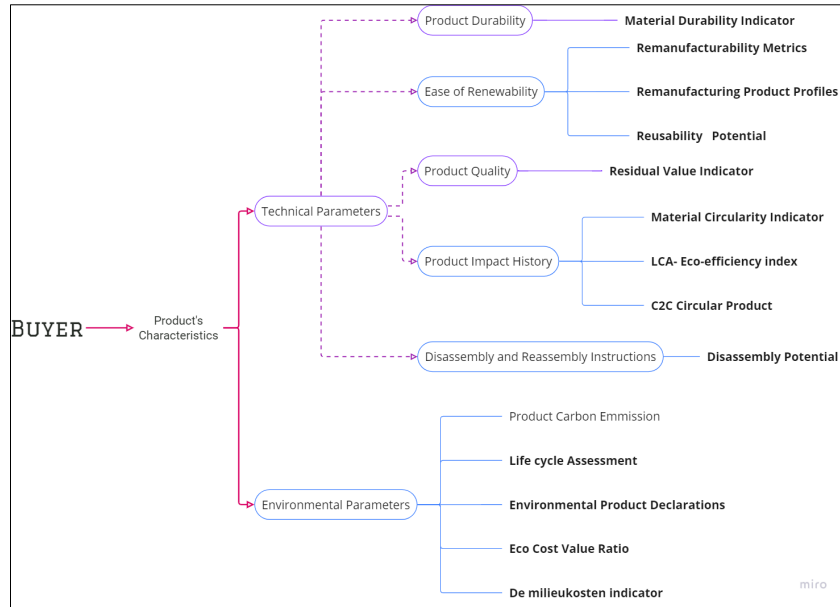 Product Durability
Material Durability Indicator
Remanufacturability Metrics
Ease of Renewability
Remanufacturing Product Profiles
Reusability Potential
Product Quality
Residual Value Indicator
Technical Parameters
Material Circularity Indicator
Product Impact History
LCA- Eco-efficiency index
C2C Circular Product
BUYER
Product's
Characteristics
Disassembly and Reassembly Instructions
Disassembly Potential
Product Carbon Emmission
Life cycle Assessment
Environmental Parameters
Environmental Product Declarations
Eco Cost Value Ratio
De milieukosten indicator
miro